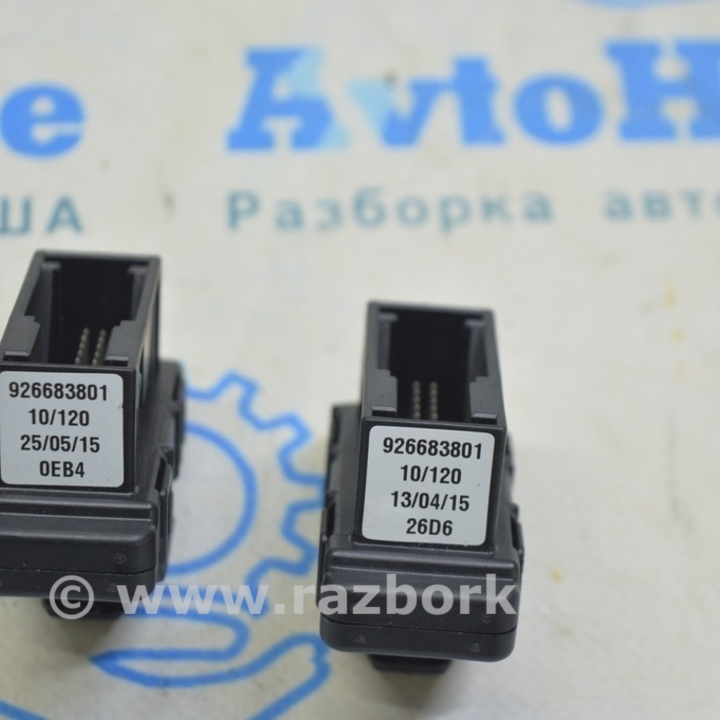 ne AvtoH
ША Разборка авто
926683801
10/120
25/05/15
0EB4
926683801
10/120
13/04/15
26D6
© www.razbork